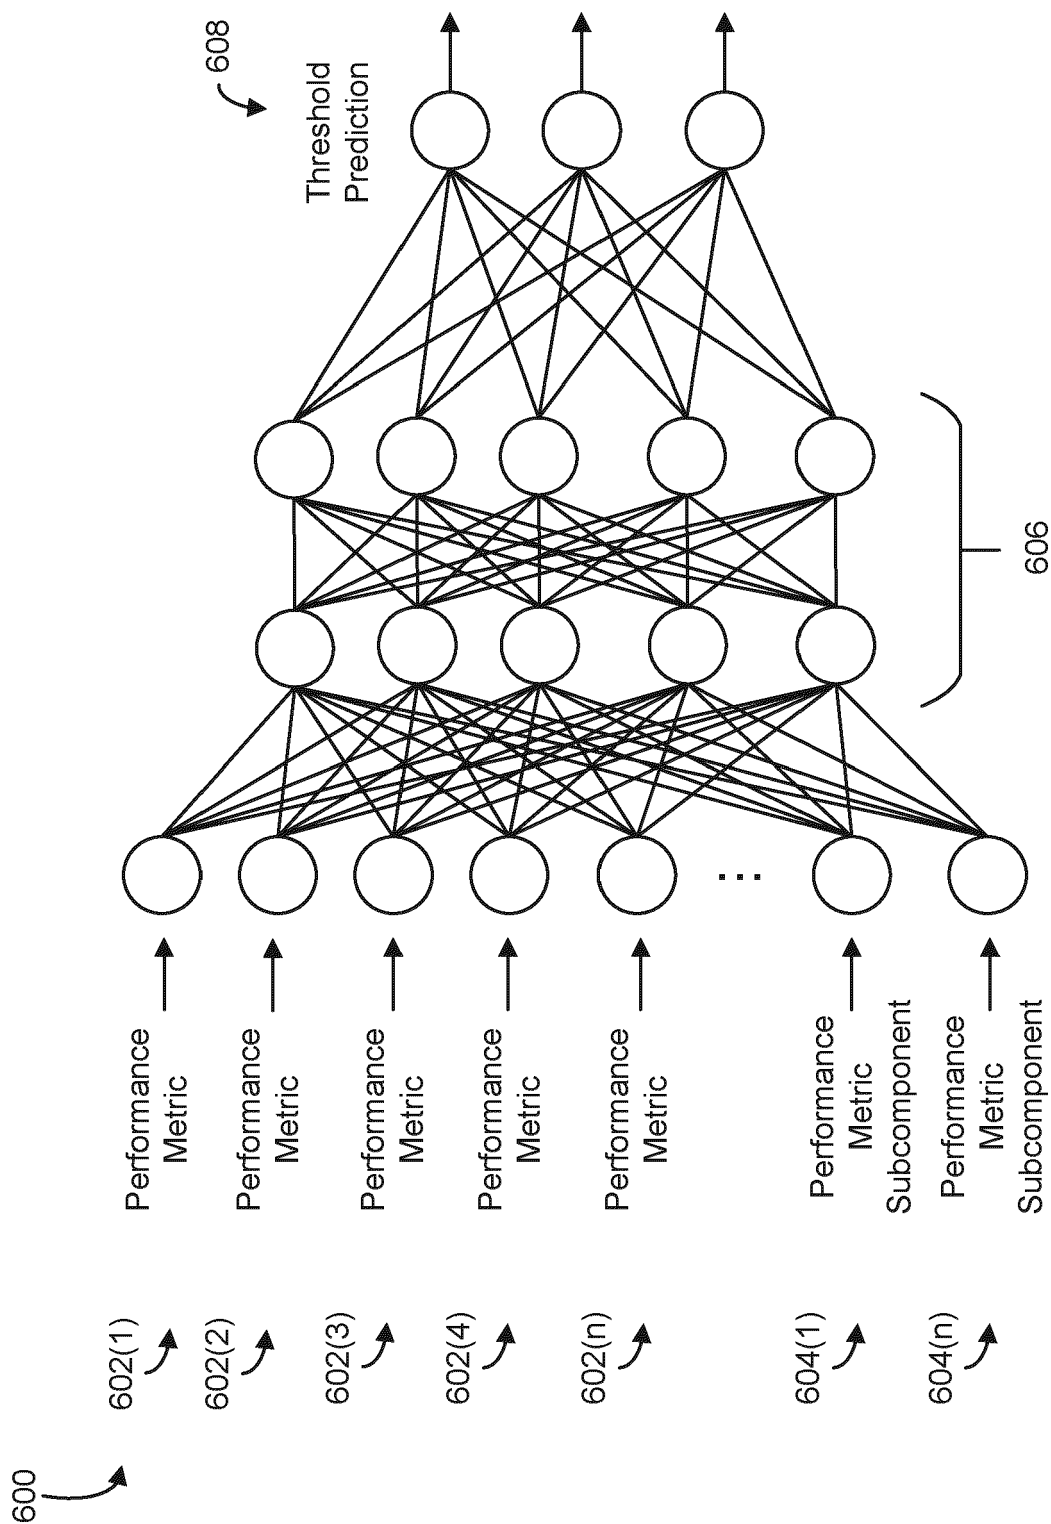 600
602(1)
Performance
Metric
602(2)
Performance
Metric
602(3)
Performance
Metric
602(4)
Performance
Metric
602(n)
Performance
Metric
...
604(1)
Performance
Metric
Subcomponent
604(n)
Performance
Metric
Subcomponent
606
608
Threshold
Prediction